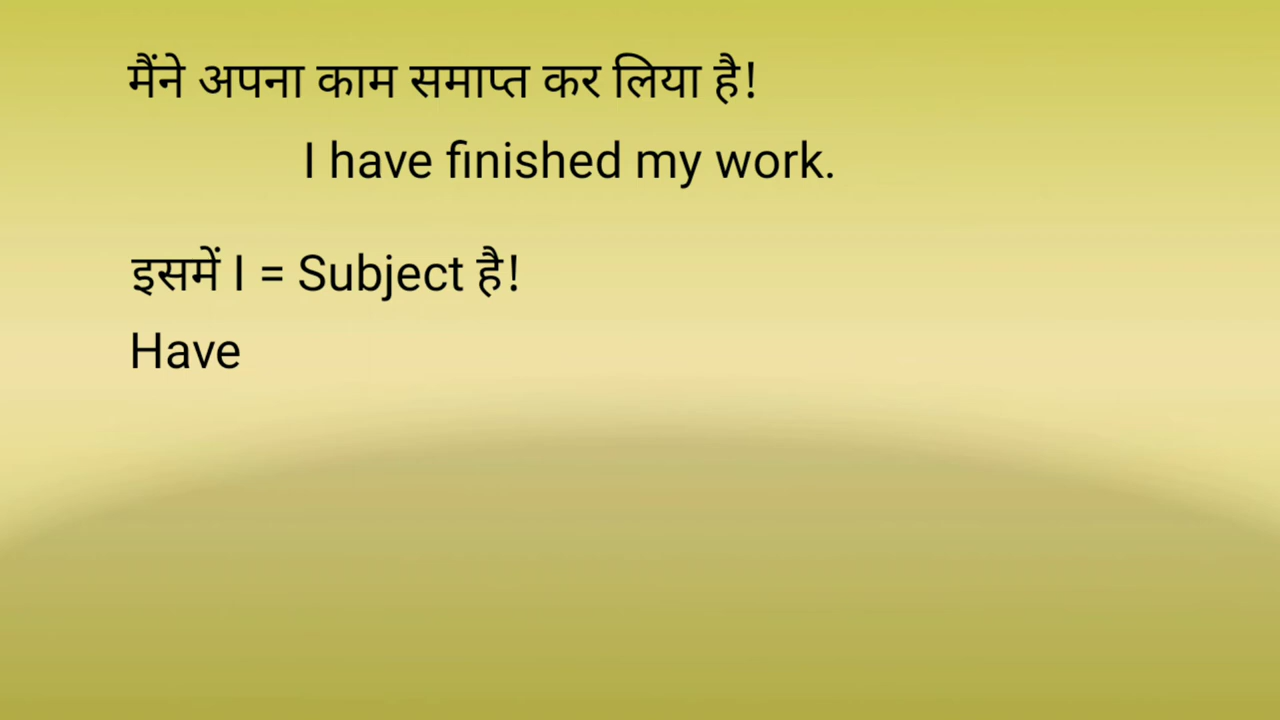 मैंने अपना काम समाप्त कर लिया है!
I have finished my work.
इसमें I = Subject है!
Have